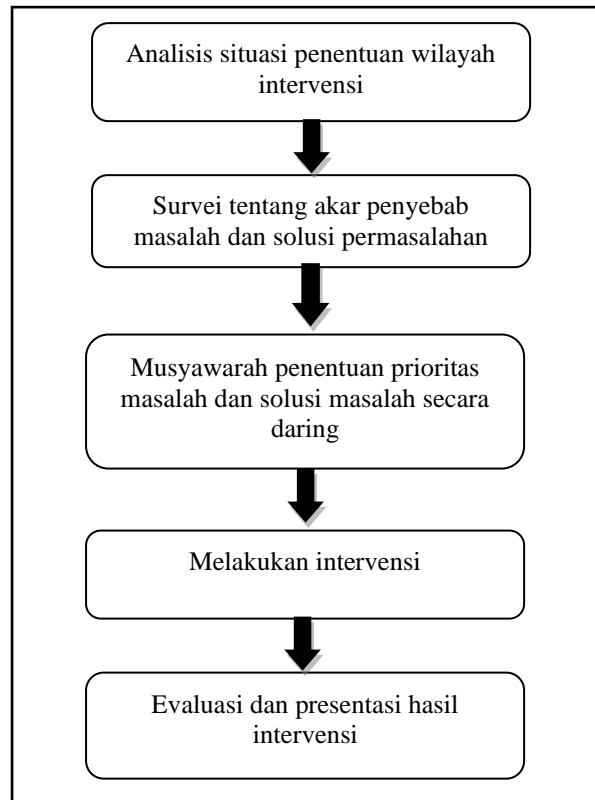 Analisis situasi penentuan wilayah
intervensi
Survei tentang akar penyebab
masalah dan solusi permasalahan
Musyawarah penentuan prioritas
masalah dan solusi masalah secara
daring
Melakukan intervensi
Evaluasi dan presentasi hasil
intervensi